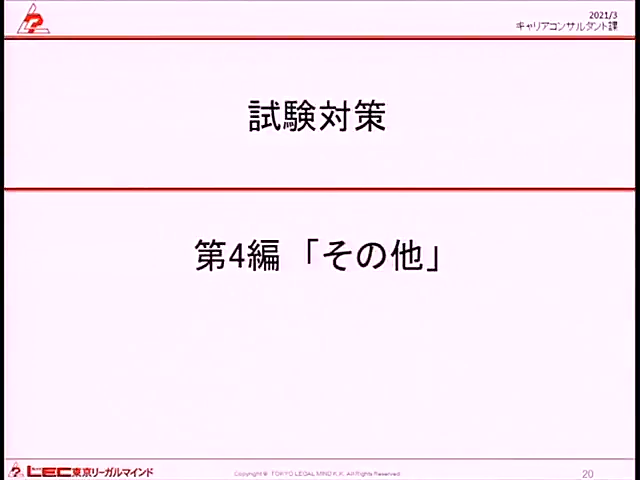 2021/3
キャリアコンサルタント課
試験対策
第4編 「その他」
LEC東京リーガルマインド
Copyright © TOKYO LEGAL MIND K.K. All Rights Reserved.
20